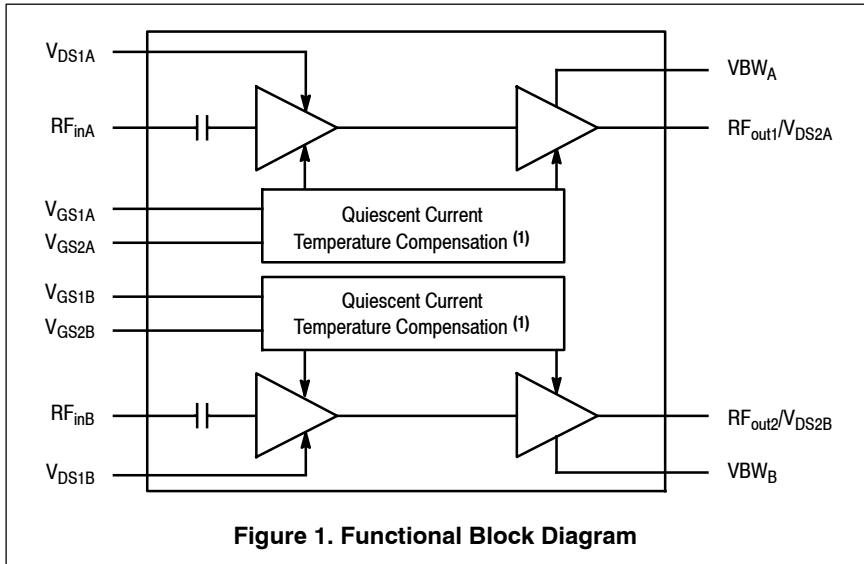 V_DS1A
VBW_A
RF_inA
RF_out1/V_DS2A
V_GS1A
V_GS2A
Quiescent Current
Temperature Compensation (1)
V_GS1B
V_GS2B
Quiescent Current
Temperature Compensation (1)
RF_inB
RF_out2/V_DS2B
V_DS1B
VBW_B
Figure 1. Functional Block Diagram